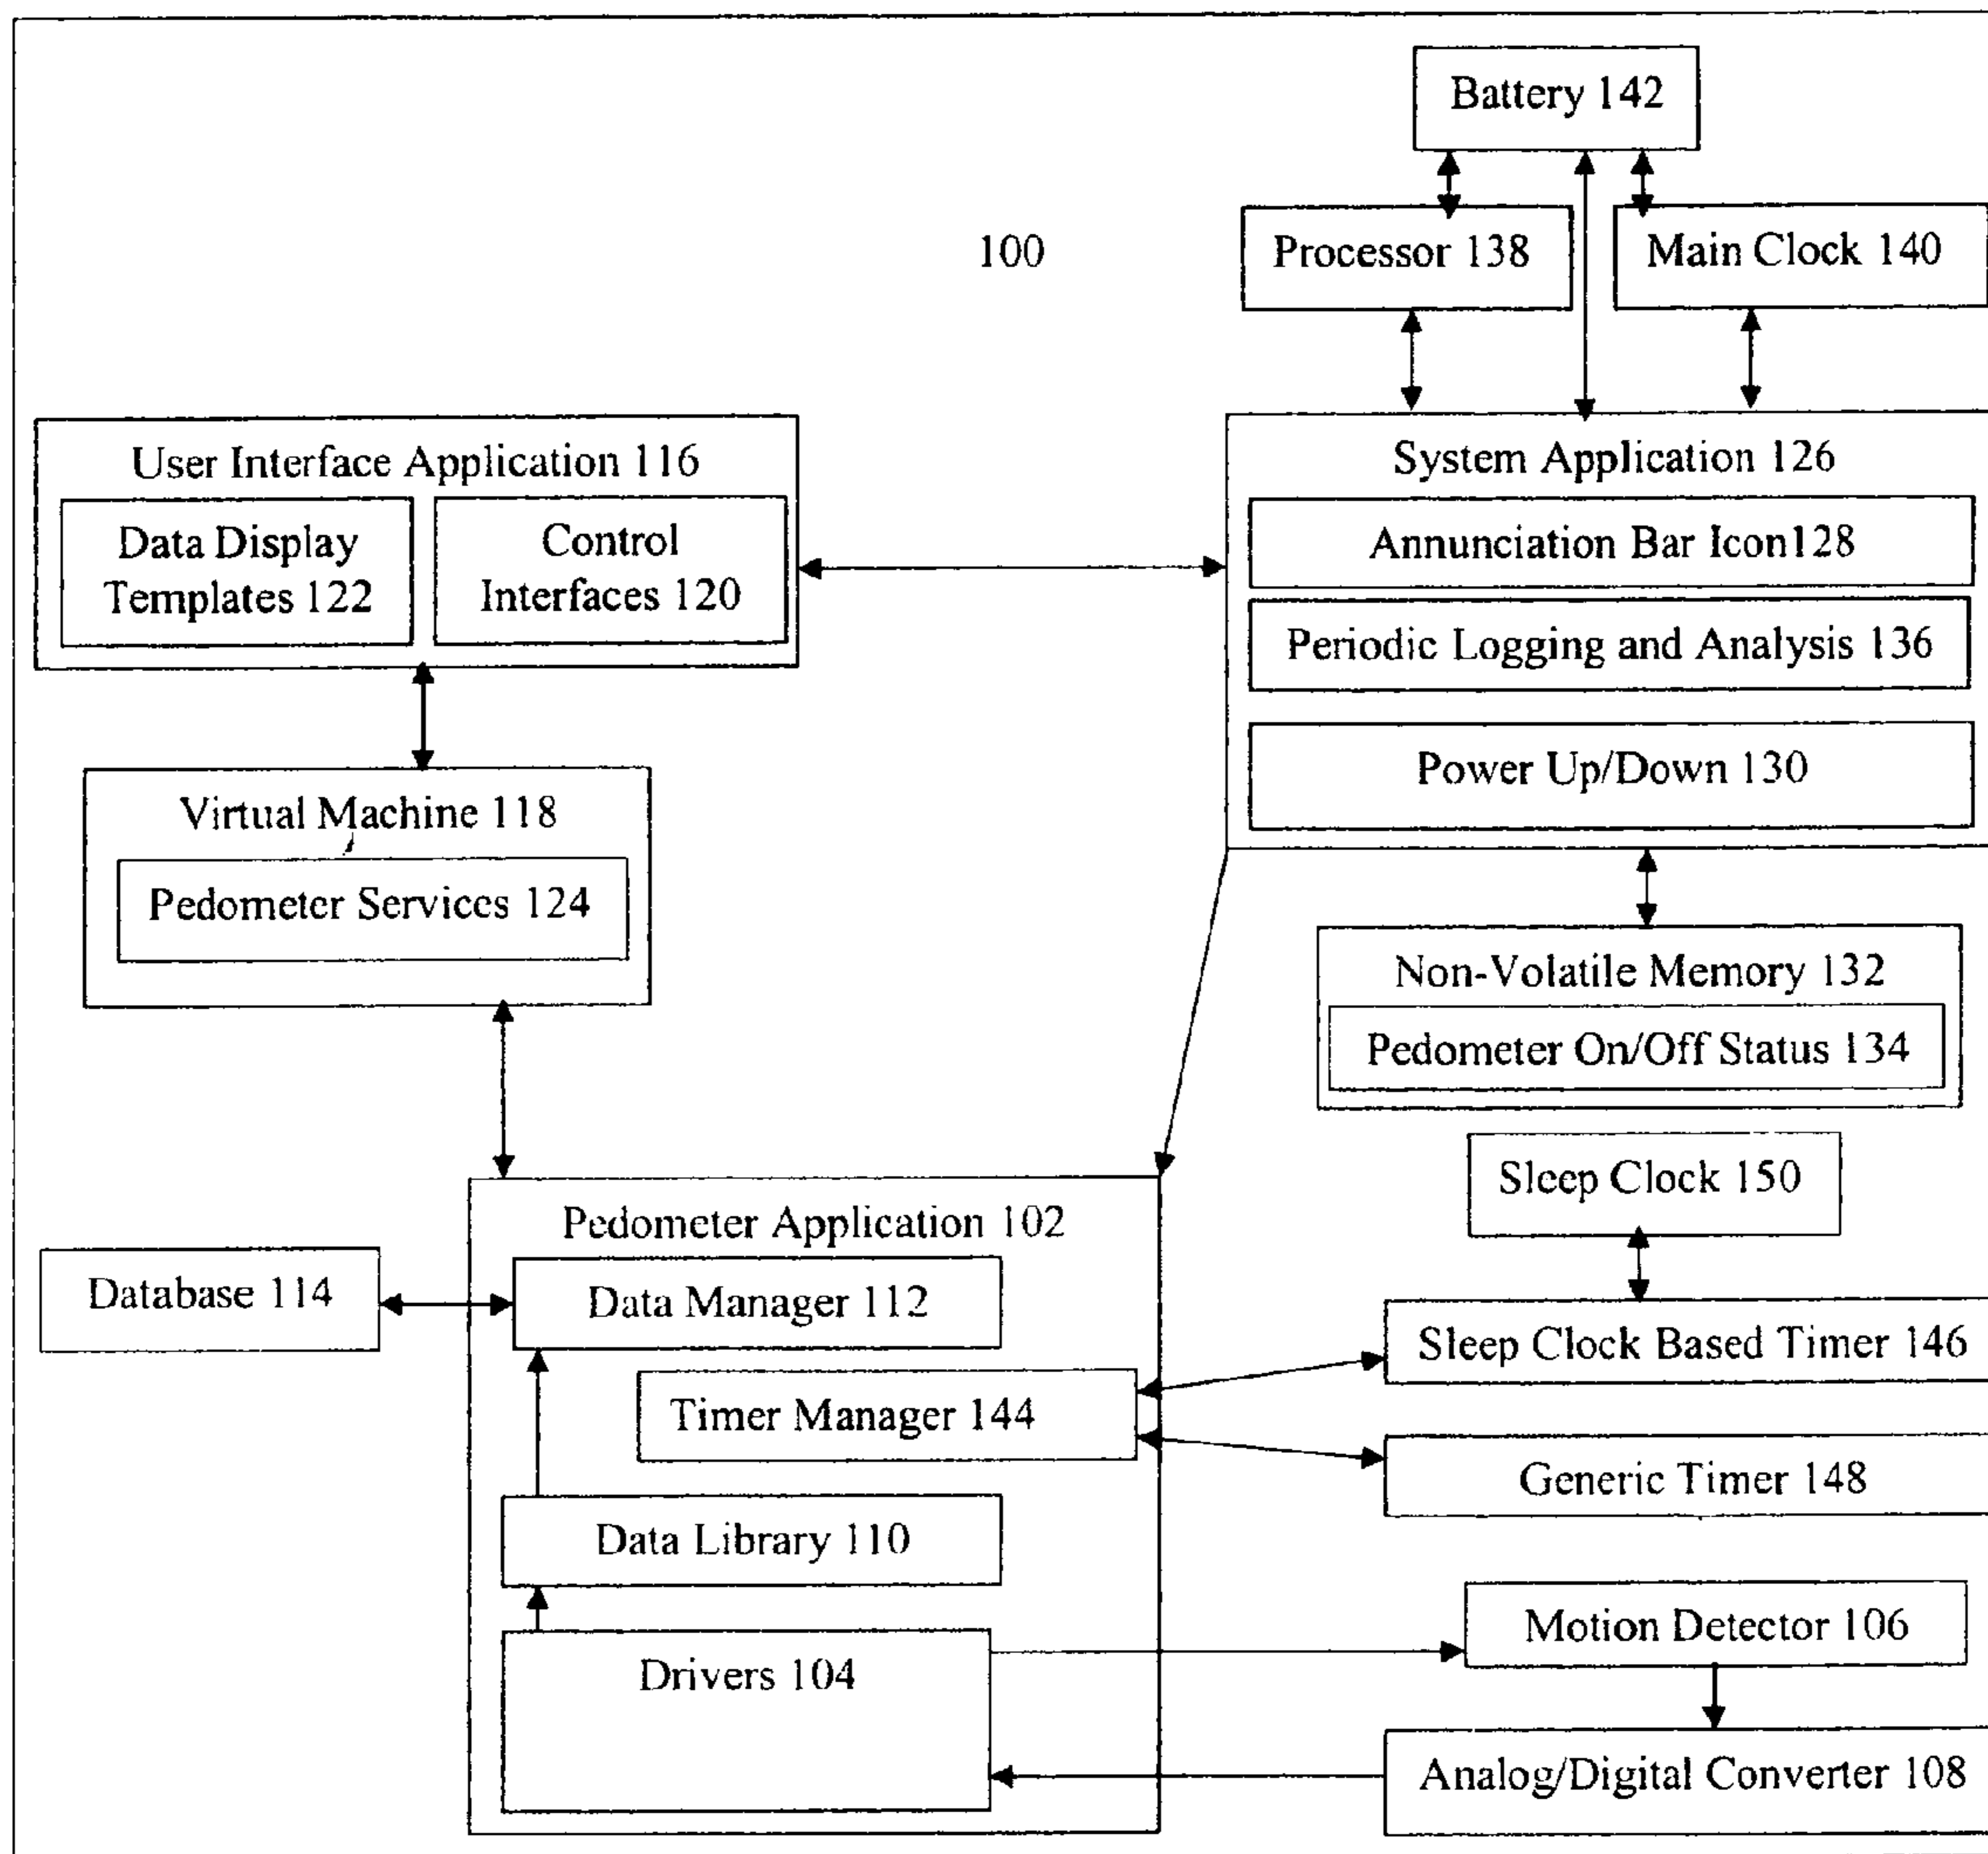 Battery 142
100
Processor 138
Main Clock 140
User Interface Application 116
Data Display
Templates 122
Control
Interfaces 120
System Application 126
Annunciation Bar Icon128
Periodic Logging and Analysis 136
Power Up/Down 130
Virtual Machine 118
Pedometer Services 124
Non-Volatile Memory 132
Pedometer On/Off Status 134
Sleep Clock 150
Pedometer Application 102
Database 114
Data Manager 112
Sleep Clock Based Timer 146
Timer Manager 144
Generic Timer 148
Data Library 110
Motion Detector 106
Drivers 104
Analog/Digital Converter 108